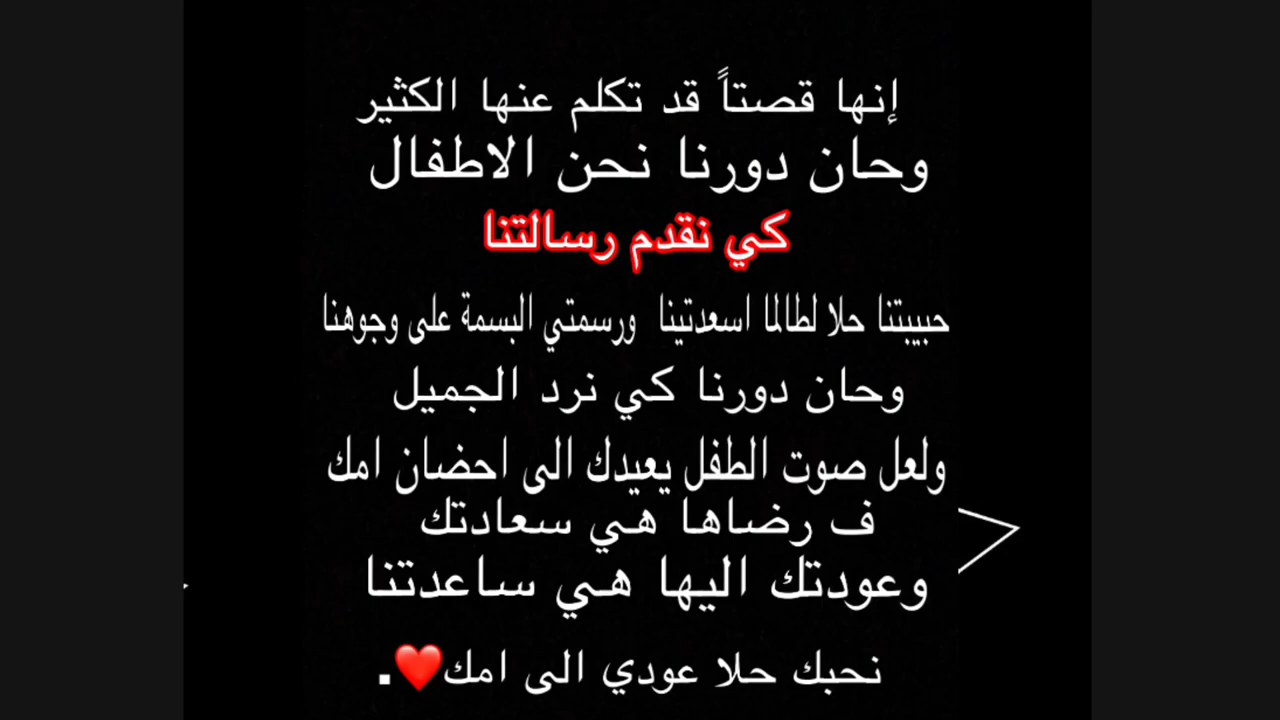 إنها قصتاً قد تكلم عنها الكثير
وحان دورنا نحن الاطفال
كي نقدم رسالتنا
حبيبتنا حلا لطالما اسعدتينا ورسمتي البسمة على وجوهنا
وحان دورنا كي نرد الجميل
ولعل صوت الطفل يعيدك الى احضان امك
ف رضاها هي سعادتك
وعودتك اليها هي ساعدتنا
نحبك حلا عودي الى امك❤️.